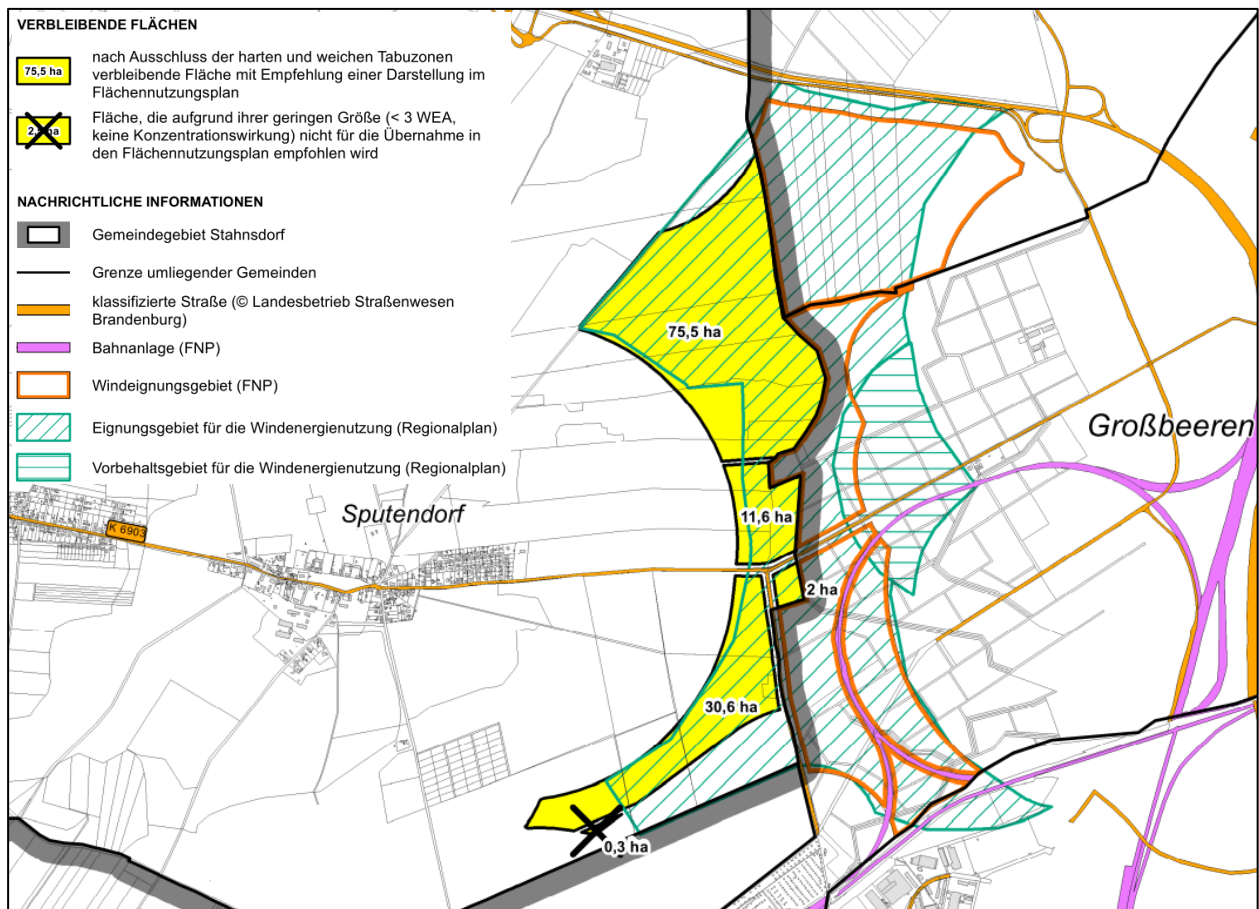 VERBLEIBENDE FLÄCHEN
75,5 ha
nach Ausschluss der harten und weichen Tabuzonen
verbleibende Fläche mit Empfehlung einer Darstellung im
Flächennutzungsplan
ha
Fläche, die aufgrund ihrer geringen Größe (< 3 WEA,
keine Konzentrationswirkung) nicht für die Übernahme in
den Flächennutzungsplan empfohlen wird
NACHRICHTLICHE INFORMATIONEN
Gemeindegebiet Stahnsdorf
Grenze umliegender Gemeinden
klassifizierte Straße (© Landesbetrieb Straßenwesen
Brandenburg)
Bahnanlage (FNP)
Windeignungsgebiet (FNP)
Eignungsgebiet für die Windenergienutzung (Regionalplan)
Vorbehaltsgebiet für die Windenergienutzung (Regionalplan)
75,5 ha
Großbeeren
Sputendorf
K 6903
11,6 ha
2 ha
30,6 ha
0,3 ha